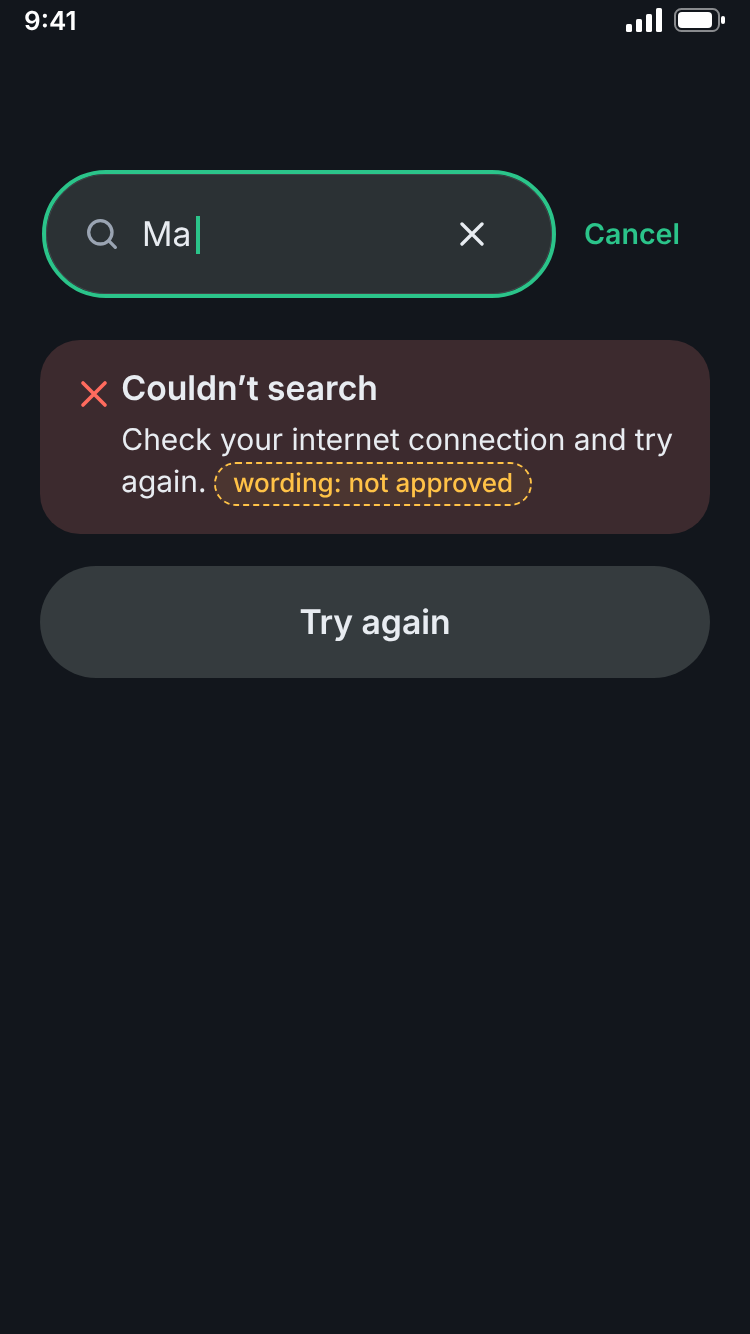 9:41
Ma
Cancel
Couldn’t search
Check your internet connection and try
again. wording: not approved
Try again